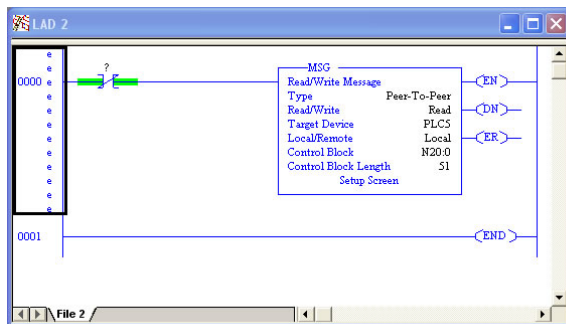 LAD 2
e
e
0000 e
e
e
e
e
e
e
e
?
MSG
Read/Write Message
Type Peer-To-Peer
Read/Write Read
Target Device PLC5
Local/Remote Local
Control Block N20:0
Control Block Length 51
Setup Screen
EN
DN
ER
0001
END
File 2